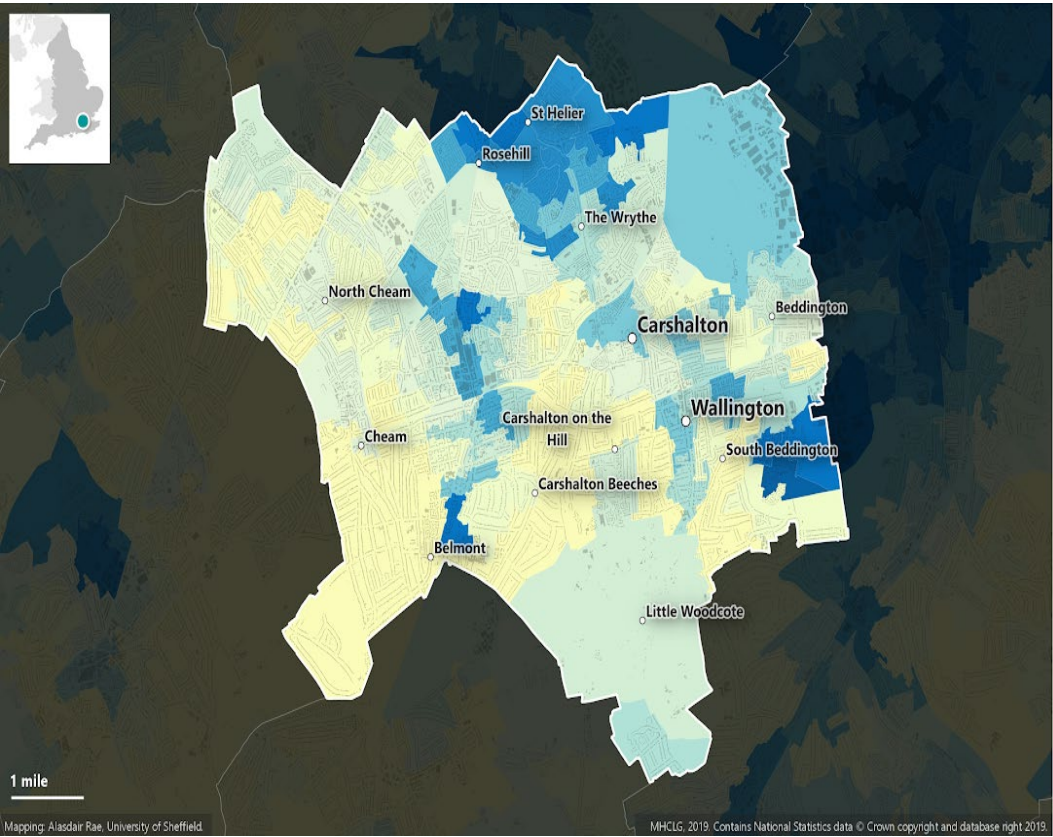 St Helier
Rosehill
The Wrythe
North Cheam
Beddington
Carshalton
Wallington
Carshalton on the
Hill
Cheam
South Beddington
Carshalton Beeches
Belmont
Little Woodcote
1 mile
Mapping: Alasdair Rae, University of Sheffield.
MHCLG, 2019. Contains National Statistics data © Crown copyright and database right 2019.